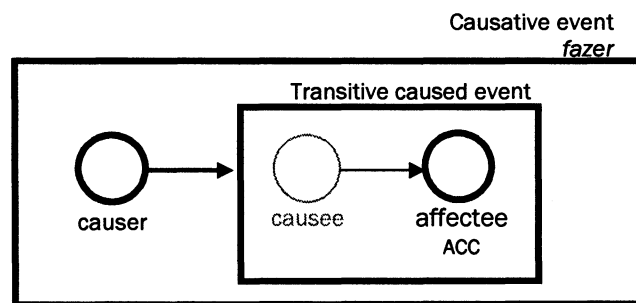 Causative event
fazer
Transitive caused event
causer
causee
affectee
ACC